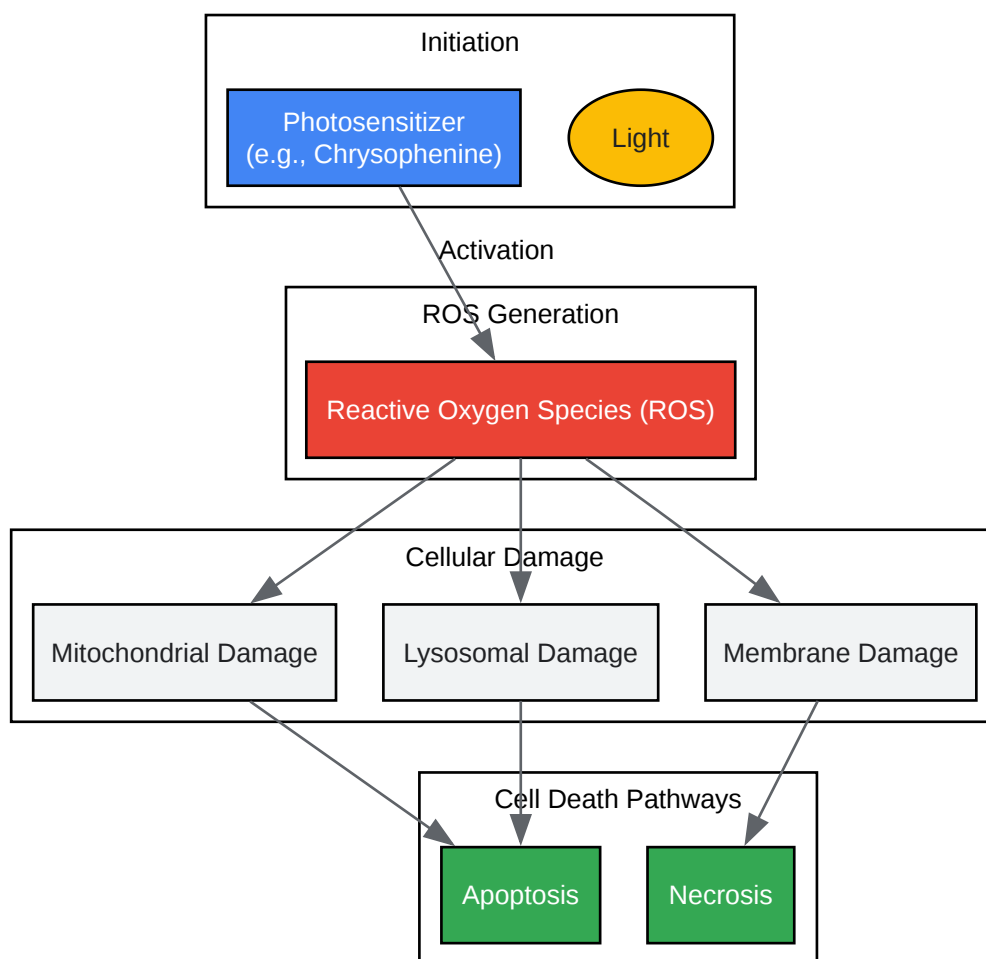 Initiation
Photosensitizer
(e.g., Chrysophenine)
Light
Activation
ROS Generation
Reactive Oxygen Species (ROS)
Cellular Damage
Mitochondrial Damage
Lysosomal Damage
Membrane Damage
Cell Death Pathways
Apoptosis
Necrosis